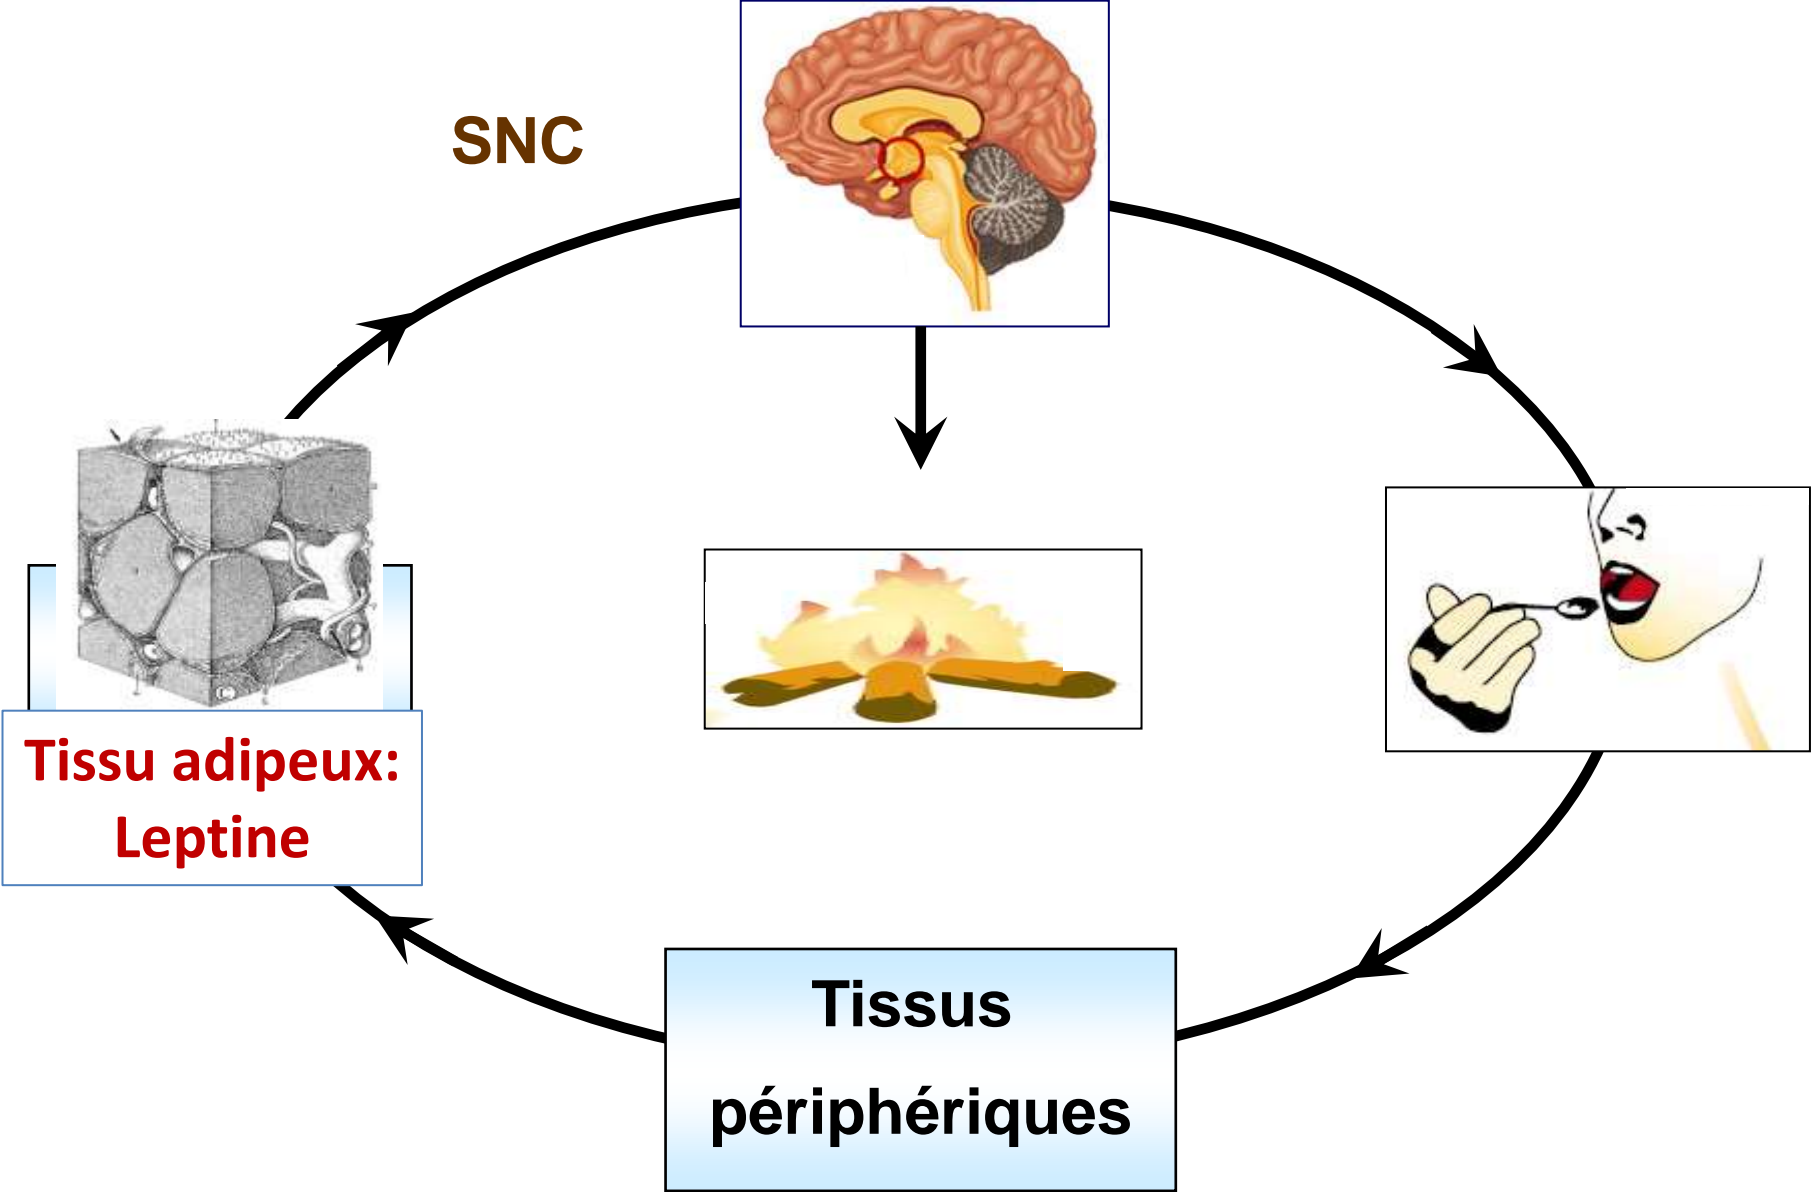 SNC
Tissu adipeux:
Leptine
Tissus
périphériques